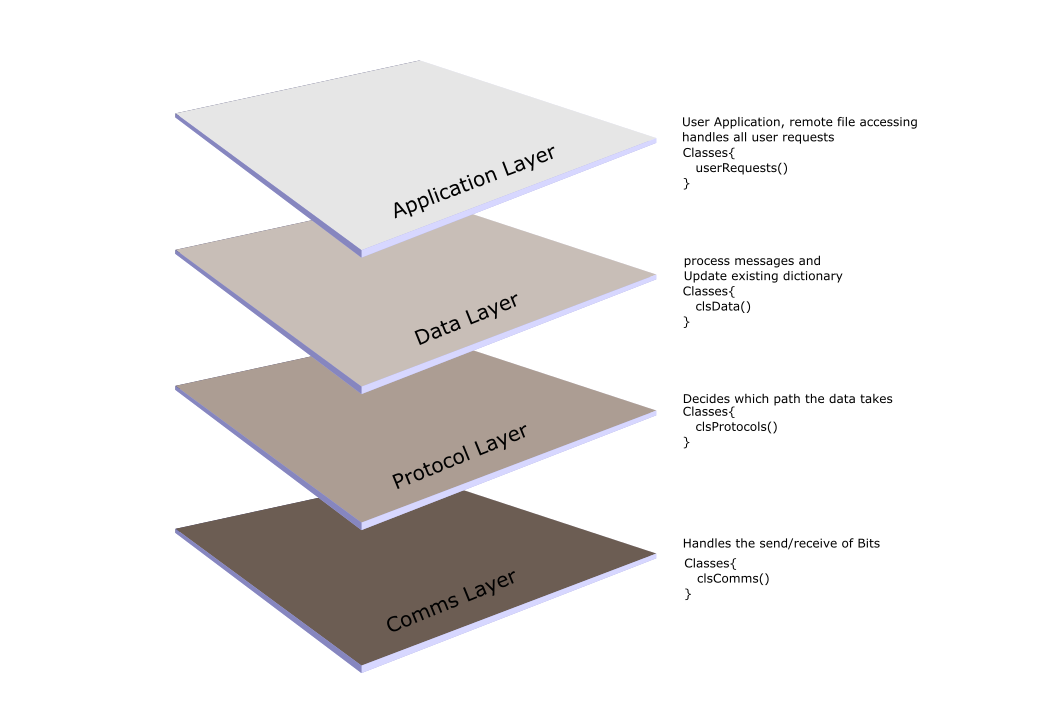 User Application, remote file accessing
handles all user requests
Classes{
userRequests()
}
Application Layer
process messages and
Update existing dictionary
Classes{
clsData()
}
Data Layer
Decides which path the data takes
Classes{
clsProtocols()
}
Protocol Layer
Handles the send/receive of Bits
Classes{
clsComms()
}
Comms Layer